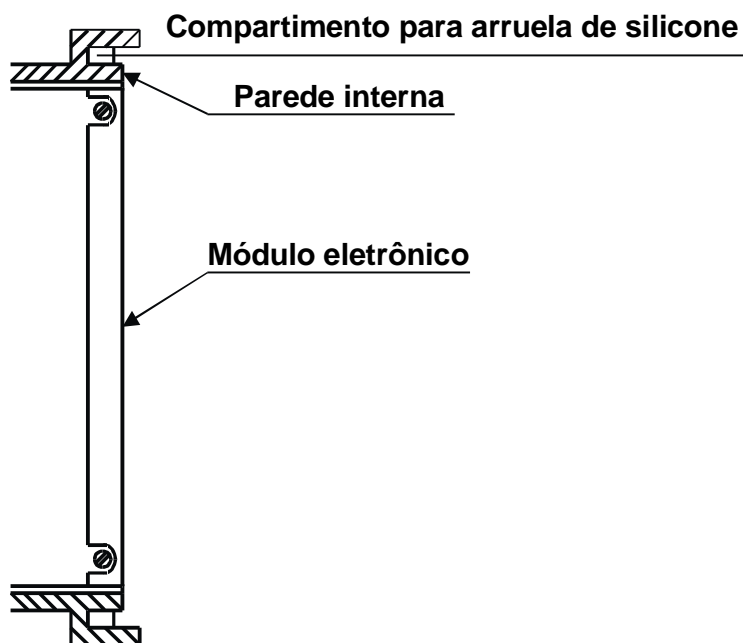 Compartimento para arruela de silicone
Parede interna
Módulo eletrônico